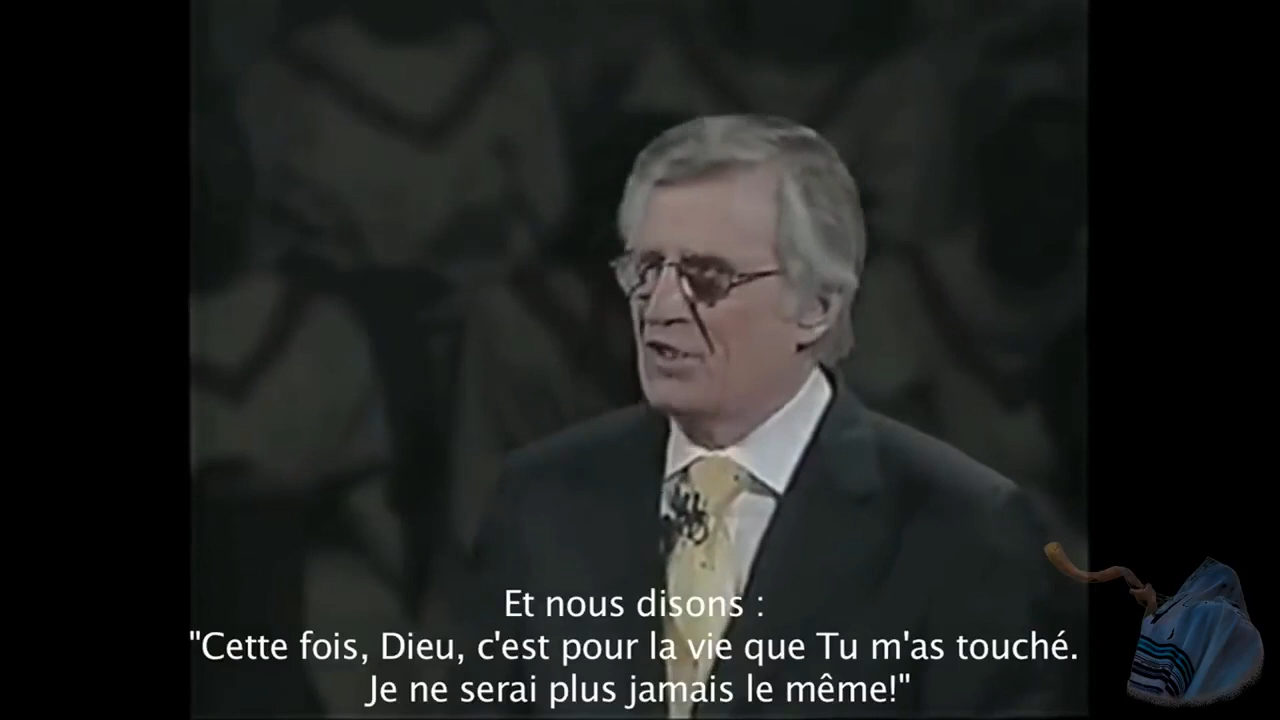 Et nous disons :
"Cette fois, Dieu, c'est pour la vie que Tu m'as touché.
Je ne serai plus jamais le même!"